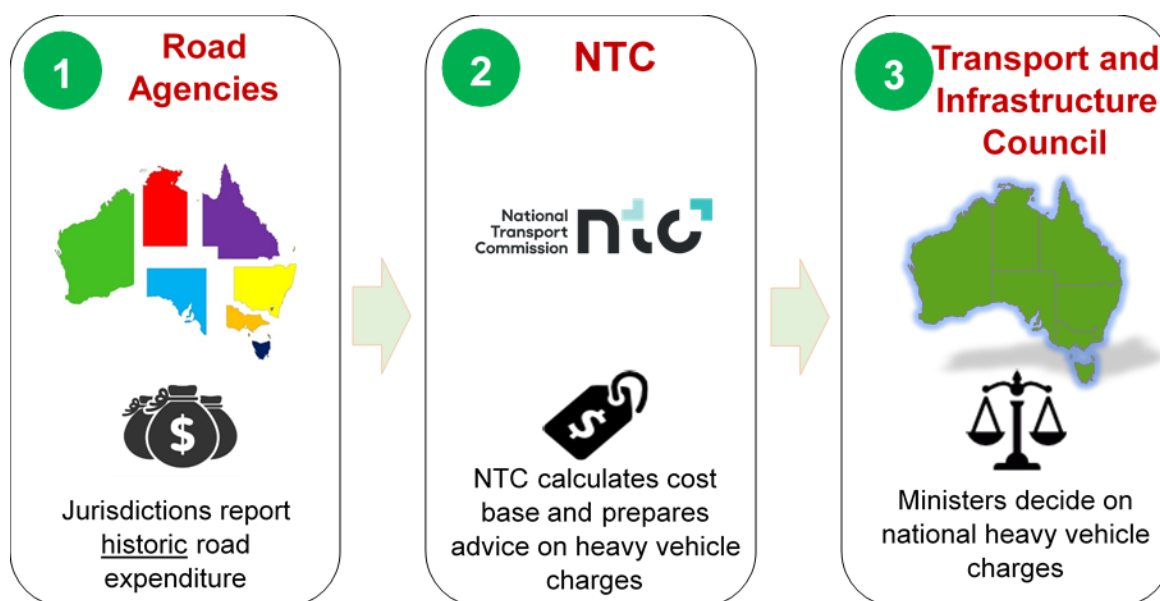 1
Road
Agencies
$
Jurisdictions report
historic road
expenditure
2
NTC
National
Transport
Commission
ntc
$
NTC calculates cost
base and prepares
advice on heavy vehicle
charges
3
Transport and
Infrastructure
Council
Ministers decide on
national heavy vehicle
charges